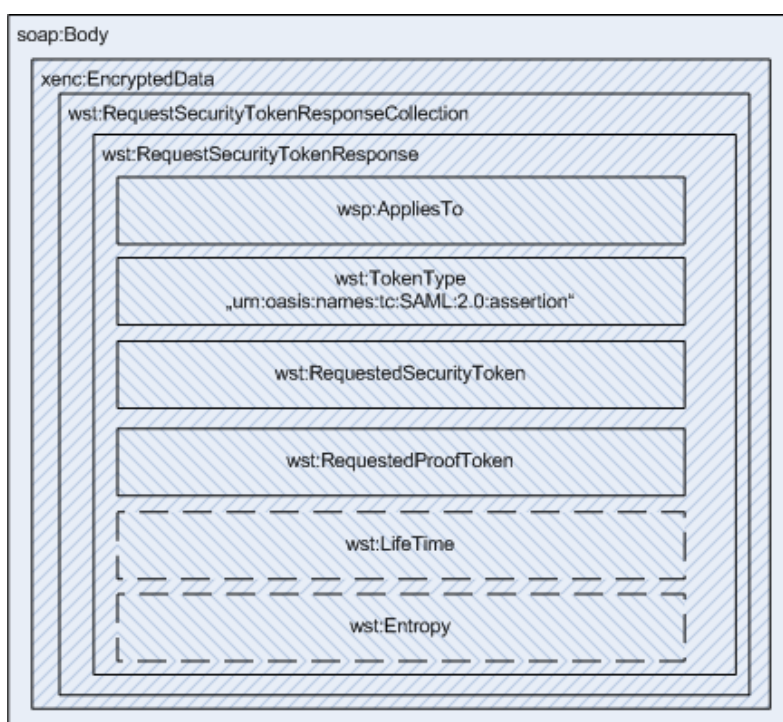 soap:Body
xenc:EncryptedData
wst:RequestSecurityTokenResponseCollection
wst:RequestSecurityTokenResponse
wsp:AppliesTo
wst:TokenType
„urn:oasis:names:tc:SAML:2.0:assertion“
wst:RequestedSecurityToken
wst:RequestedProofToken
wst:LifeTime
wst:Entropy